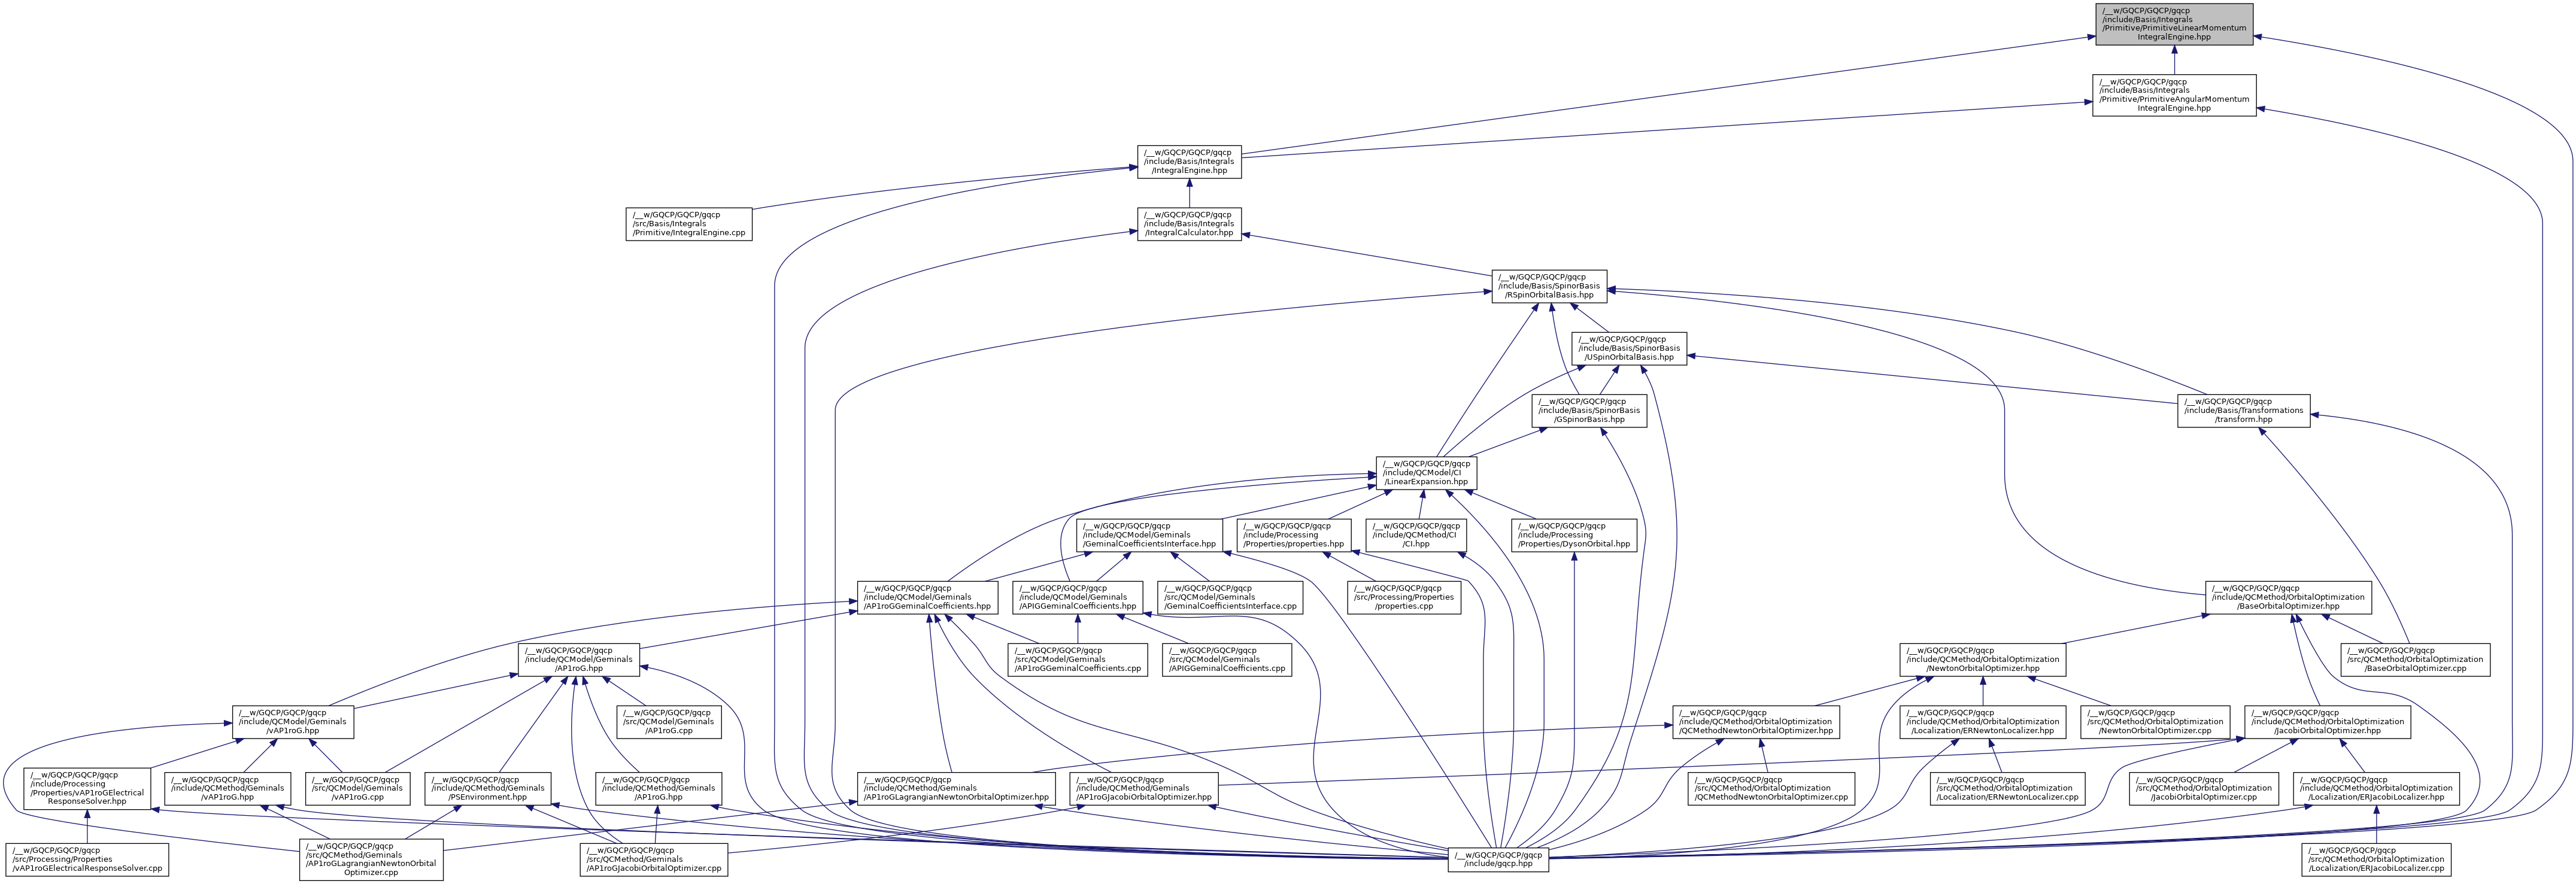 /__w/GQCP/GQCP/gqcp
/include/Basis/Integrals
/Primitive/PrimitiveLinearMomentum
IntegralEngine.hpp
/__w/GQCP/GQCP/gqcp
/include/Basis/Integrals
/Primitive/PrimitiveAngularMomentum
IntegralEngine.hpp
/__w/GQCP/GQCP/gqcp
/include/Basis/Integrals
/IntegralEngine.hpp
/__w/GQCP/GQCP/gqcp
/src/Basis/Integrals
/Primitive/IntegralEngine.cpp
/__w/GQCP/GQCP/gqcp
/include/Basis/Integrals
/IntegralCalculator.hpp
/__w/GQCP/GQCP/gqcp
/include/Basis/SpinorBasis
/RSpinOrbitalBasis.hpp
/__w/GQCP/GQCP/gqcp
/include/Basis/SpinorBasis
/USpinOrbitalBasis.hpp
/__w/GQCP/GQCP/gqcp
/include/Basis/SpinorBasis
/GSpinorBasis.hpp
/__w/GQCP/GQCP/gqcp
/include/Basis/Transformations
/transform.hpp
/__w/GQCP/GQCP/gqcp
/include/QCModel/CI
/LinearExpansion.hpp
/__w/GQCP/GQCP/gqcp
/include/QCModel/Geminals
/GeminalCoefficientsInterface.hpp
/__w/GQCP/GQCP/gqcp
/include/Processing
/Properties/properties.hpp
/__w/GQCP/GQCP/gqcp
/include/QCMethod/CI
/CI.hpp
/__w/GQCP/GQCP/gqcp
/include/Processing
/Properties/DysonOrbital.hpp
/__w/GQCP/GQCP/gqcp
/include/QCModel/Geminals
/AP1roGGeminalCoefficients.hpp
/__w/GQCP/GQCP/gqcp
/include/QCModel/Geminals
/APIGGeminalCoefficients.hpp
/__w/GQCP/GQCP/gqcp
/src/QCModel/Geminals
/GeminalCoefficientsInterface.cpp
/__w/GQCP/GQCP/gqcp
/src/Processing/Properties
/properties.cpp
/__w/GQCP/GQCP/gqcp
/include/QCMethod/OrbitalOptimization
/BaseOrbitalOptimizer.hpp
/__w/GQCP/GQCP/gqcp
/include/QCModel/Geminals
/AP1roG.hpp
/__w/GQCP/GQCP/gqcp
/src/QCModel/Geminals
/AP1roGGeminalCoefficients.cpp
/__w/GQCP/GQCP/gqcp
/src/QCModel/Geminals
/APIGGeminalCoefficients.cpp
/__w/GQCP/GQCP/gqcp
/include/QCMethod/OrbitalOptimization
/NewtonOrbitalOptimizer.hpp
/__w/GQCP/GQCP/gqcp
/src/QCMethod/OrbitalOptimization
/BaseOrbitalOptimizer.cpp
/__w/GQCP/GQCP/gqcp
/include/QCModel/Geminals
/vAP1roG.hpp
/__w/GQCP/GQCP/gqcp
/src/QCModel/Geminals
/AP1roG.cpp
/__w/GQCP/GQCP/gqcp
/include/QCMethod/OrbitalOptimization
/QCMethodNewtonOrbitalOptimizer.hpp
/__w/GQCP/GQCP/gqcp
/include/QCMethod/OrbitalOptimization
/Localization/ERNewtonLocalizer.hpp
/__w/GQCP/GQCP/gqcp
/src/QCMethod/OrbitalOptimization
/NewtonOrbitalOptimizer.cpp
/__w/GQCP/GQCP/gqcp
/include/QCMethod/OrbitalOptimization
/JacobiOrbitalOptimizer.hpp
/__w/GQCP/GQCP/gqcp
/include/Processing
/Properties/vAP1roGElectrical
ResponseSolver.hpp
/__w/GQCP/GQCP/gqcp
/include/QCMethod/Geminals
/vAP1roG.hpp
/__w/GQCP/GQCP/gqcp
/src/QCModel/Geminals
/vAP1roG.cpp
/__w/GQCP/GQCP/gqcp
/include/QCMethod/Geminals
/PSEnvironment.hpp
/__w/GQCP/GQCP/gqcp
/include/QCMethod/Geminals
/AP1roG.hpp
/__w/GQCP/GQCP/gqcp
/include/QCMethod/Geminals
/AP1roGLagrangianNewtonOrbitalOptimizer.hpp
/__w/GQCP/GQCP/gqcp
/include/QCMethod/Geminals
/AP1roGJacobiOrbitalOptimizer.hpp
/__w/GQCP/GQCP/gqcp
/src/QCMethod/OrbitalOptimization
/QCMethodNewtonOrbitalOptimizer.cpp
/__w/GQCP/GQCP/gqcp
/src/QCMethod/OrbitalOptimization
/Localization/ERNewtonLocalizer.cpp
/__w/GQCP/GQCP/gqcp
/src/QCMethod/OrbitalOptimization
/JacobiOrbitalOptimizer.cpp
/__w/GQCP/GQCP/gqcp
/include/QCMethod/OrbitalOptimization
/Localization/ERJacobiLocalizer.hpp
/__w/GQCP/GQCP/gqcp
/src/Processing/Properties
/vAP1roGElectricalResponseSolver.cpp
/__w/GQCP/GQCP/gqcp
/src/QCMethod/Geminals
/AP1roGLagrangianNewtonOrbital
Optimizer.cpp
/__w/GQCP/GQCP/gqcp
/src/QCMethod/Geminals
/AP1roGJacobiOrbitalOptimizer.cpp
/__w/GQCP/GQCP/gqcp
/include/gqcp.hpp
/__w/GQCP/GQCP/gqcp
/src/QCMethod/OrbitalOptimization
/Localization/ERJacobiLocalizer.cpp